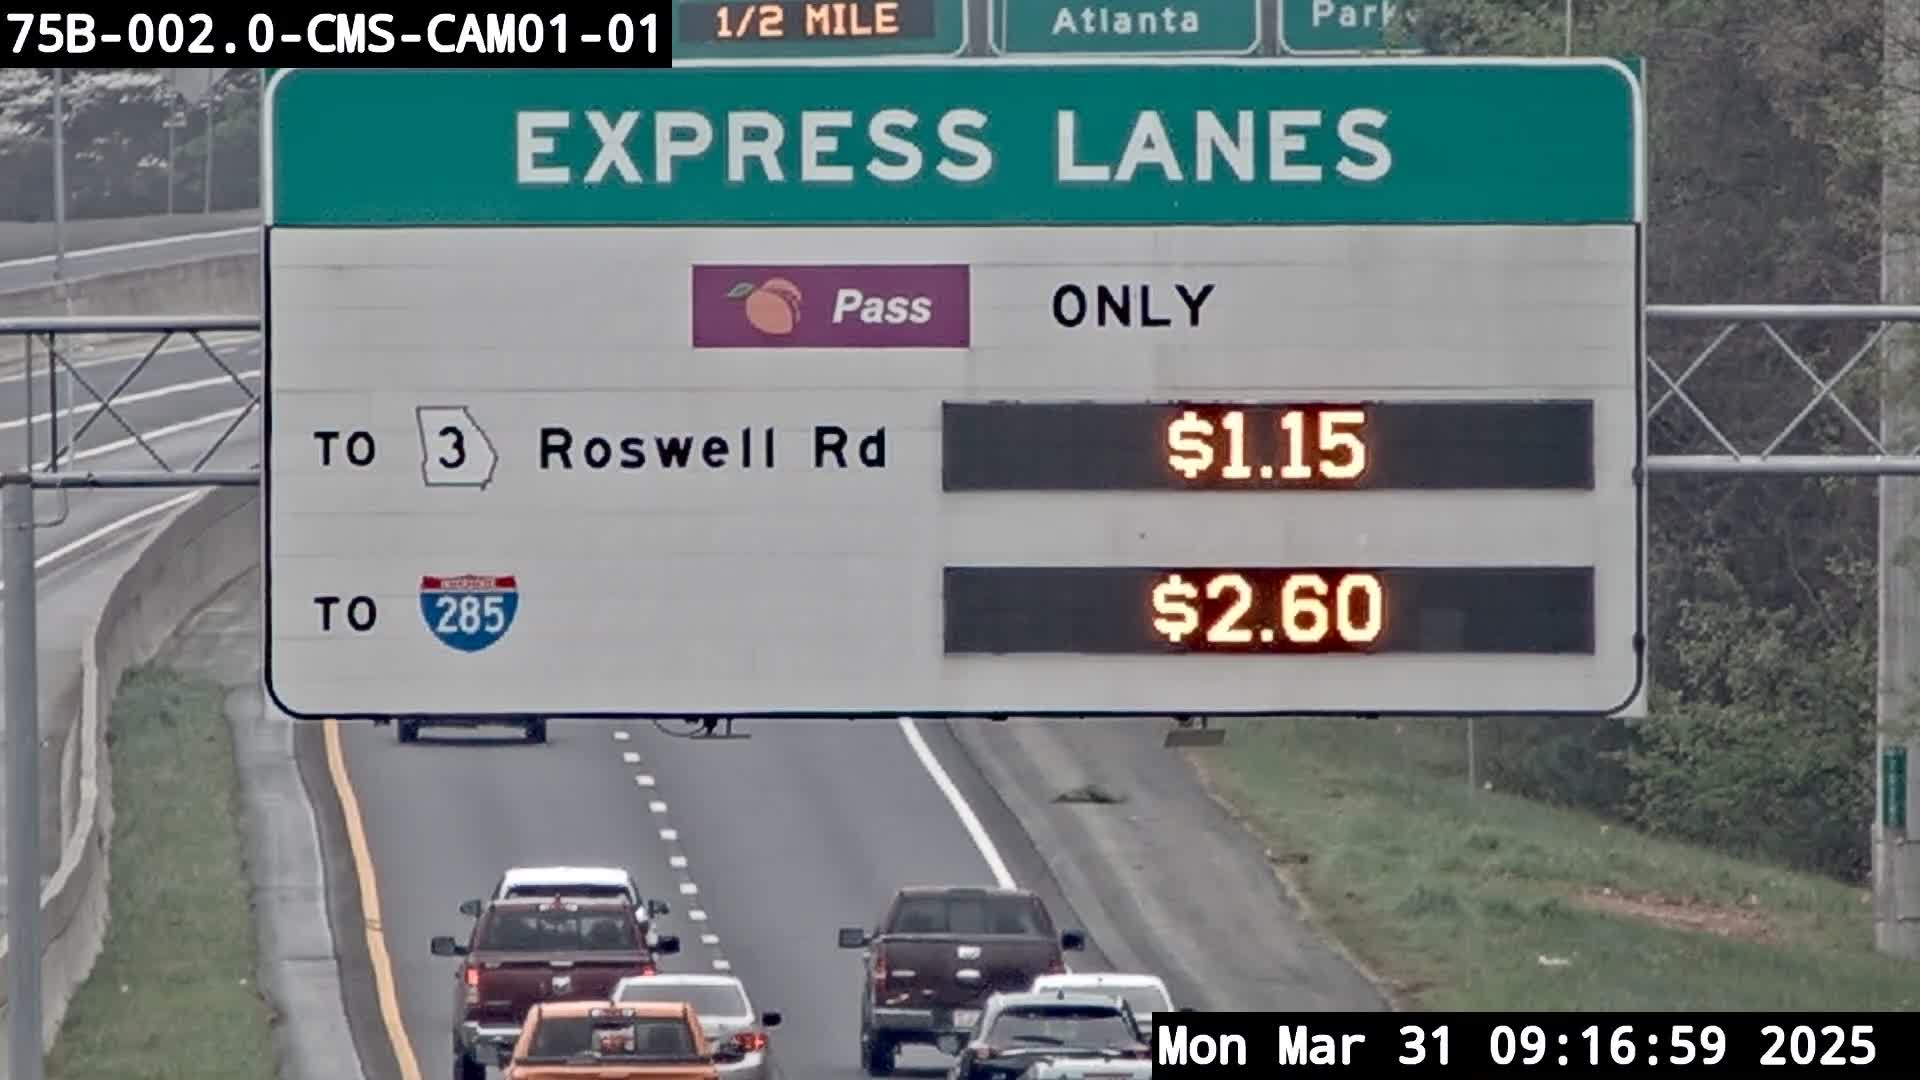 75B-002.0-CMS-CAM01-01
1/2 MILE
Atlanta
EXPRESS LANES
Pass ONLY
TO 3 Roswell Rd $1.15
TO 285 $2.60
Mon Mar 31 09:16:59 2025